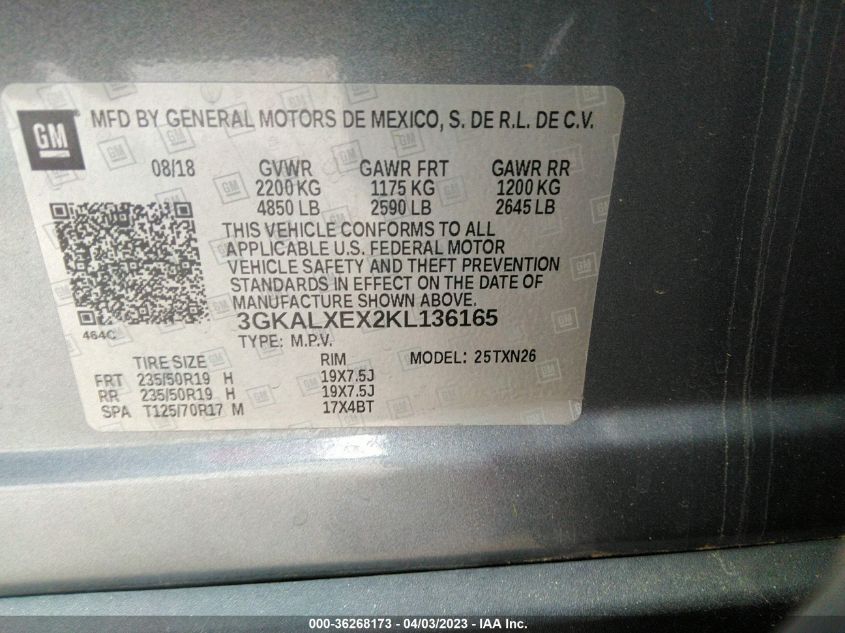 GM
MFD BY GENERAL MOTORS DE MEXICO, S. DE R.L. DE C.V.
08/18 GVWR GAWR FRT GAWR RR
2200 KG 1175 KG 1200 KG
4850 LB 2590 LB 2645 LB
THIS VEHICLE CONFORMS TO ALL
APPLICABLE U.S. FEDERAL MOTOR
VEHICLE SAFETY AND THEFT PREVENTION
STANDARDS IN EFFECT ON THE DATE OF
MANUFACTURE SHOWN ABOVE.
3GKALXEX2KL136165
464C
TYPE: M.P.V. MODEL: 25TXN26
TIRE SIZE RIM
FRT 235/50R19 H 19X7.5J
RR 235/50R19 H 19X7.5J
SPA T125/70R17 M 17X4BT
000-36268173 - 04/03/2023 - IAA Inc.